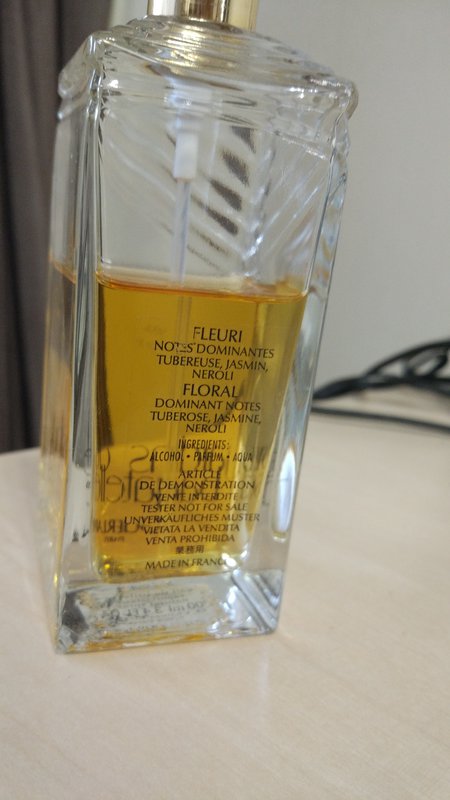 FLEURI
NOTES DOMINANTES
TUBEREUSE, JASMIN,
NEROLI
FLORAL
DOMINANT NOTES
TUBEROSE, JASMINE,
NEROLI
INGREDIENTS:
ALCOHOL • PARFUM • AQUA
ARTICLE
DE DEMONSTRATION
VENTE INTERDITE
TESTER NOT FOR SALE
UNVERKAUFLICHES MUSTER
VIETATA LA VENDITA
VENTA PROHIBIDA
業務用
MADE IN FRANCE